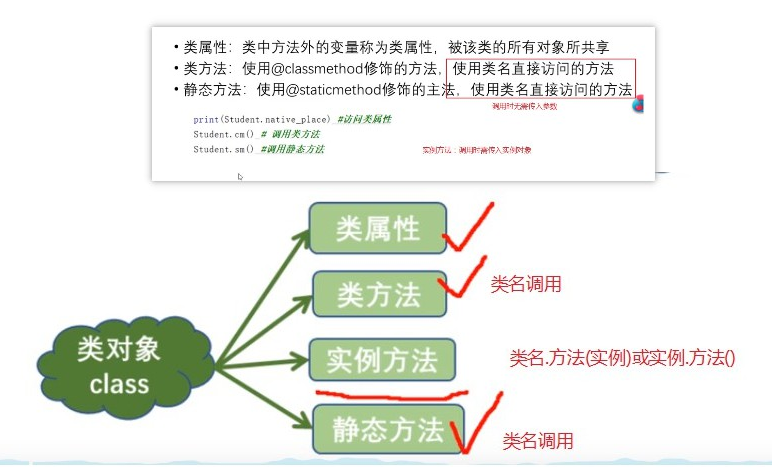 • 类属性：类中方法外的变量称为类属性，被该类的所有对象所共享
• 类方法：使用@classmethod修饰的方法，使用类名直接访问的方法
• 静态方法：使用@staticmethod修饰的主法，使用类名直接访问的方法
调用时无需传入参数
print(Student.native_place) #访问类属性
Student.cm() # 调用类方法
Student.sm() #调用静态方法
实例方法：调用时需传入实例对象
类属性
类方法
类名调用
类对象
class
实例方法
类名.方法(实例)或实例.方法()
静态方法
类名调用